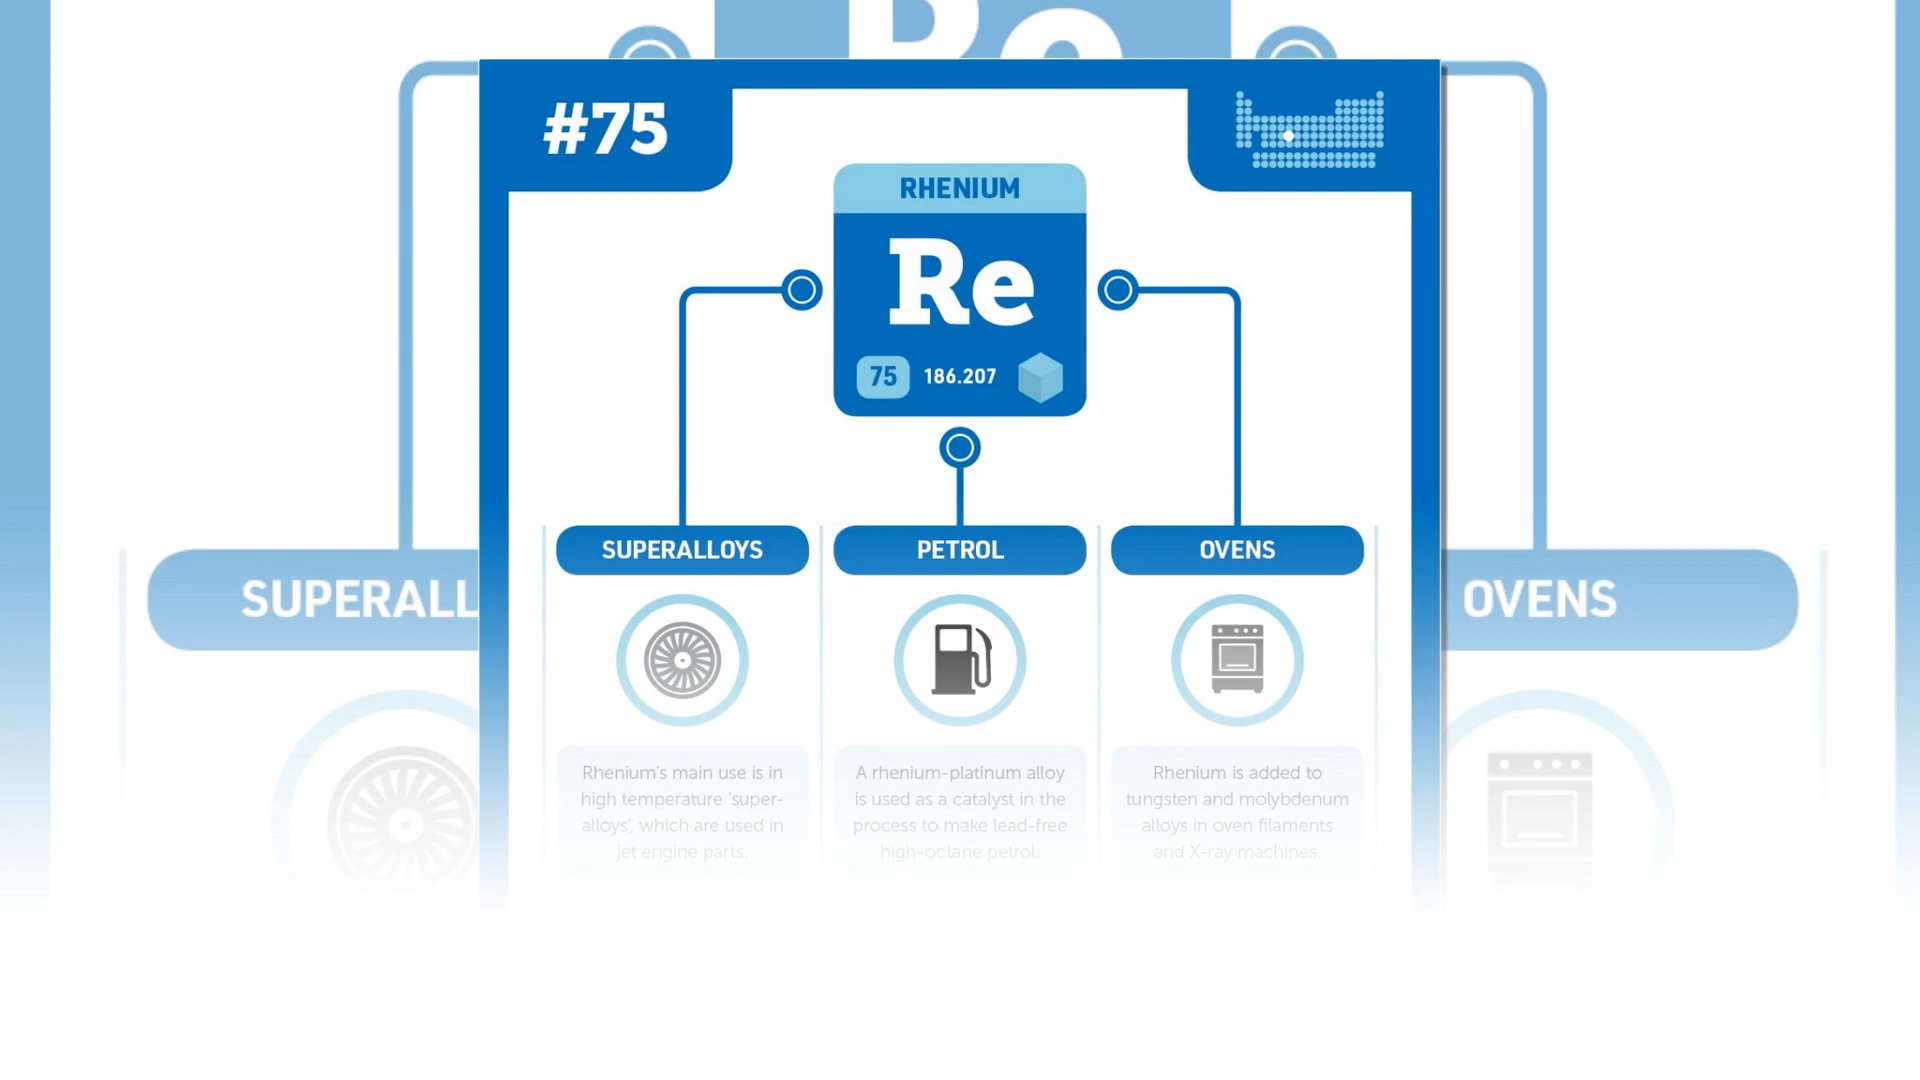 Re
#75
RHENIUM
Re
75 186.207
SUPERALLOYS
PETROL
OVENS
SUPERALL
OVENS
Rhenium's main use is in
high temperature 'super-
alloys', which are used in
jet engine parts.
A rhenium-platinum alloy
is used as a catalyst in the
process to make lead-free
high-octane petrol.
Rhenium is added to
tungsten and molybdenum
alloys in oven filaments
and X-ray machines.